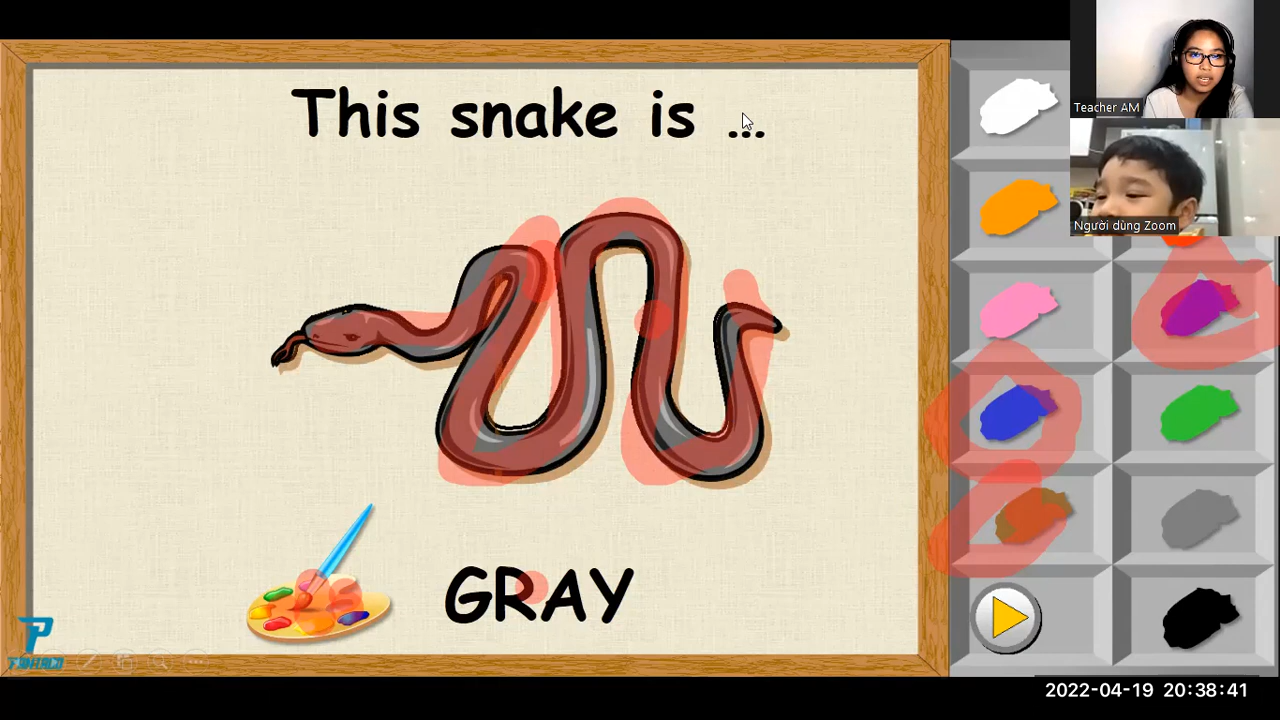 This snake is ...
Teacher AM
Người dùng Zoom
GRAY
2022-04-19 20:38:41